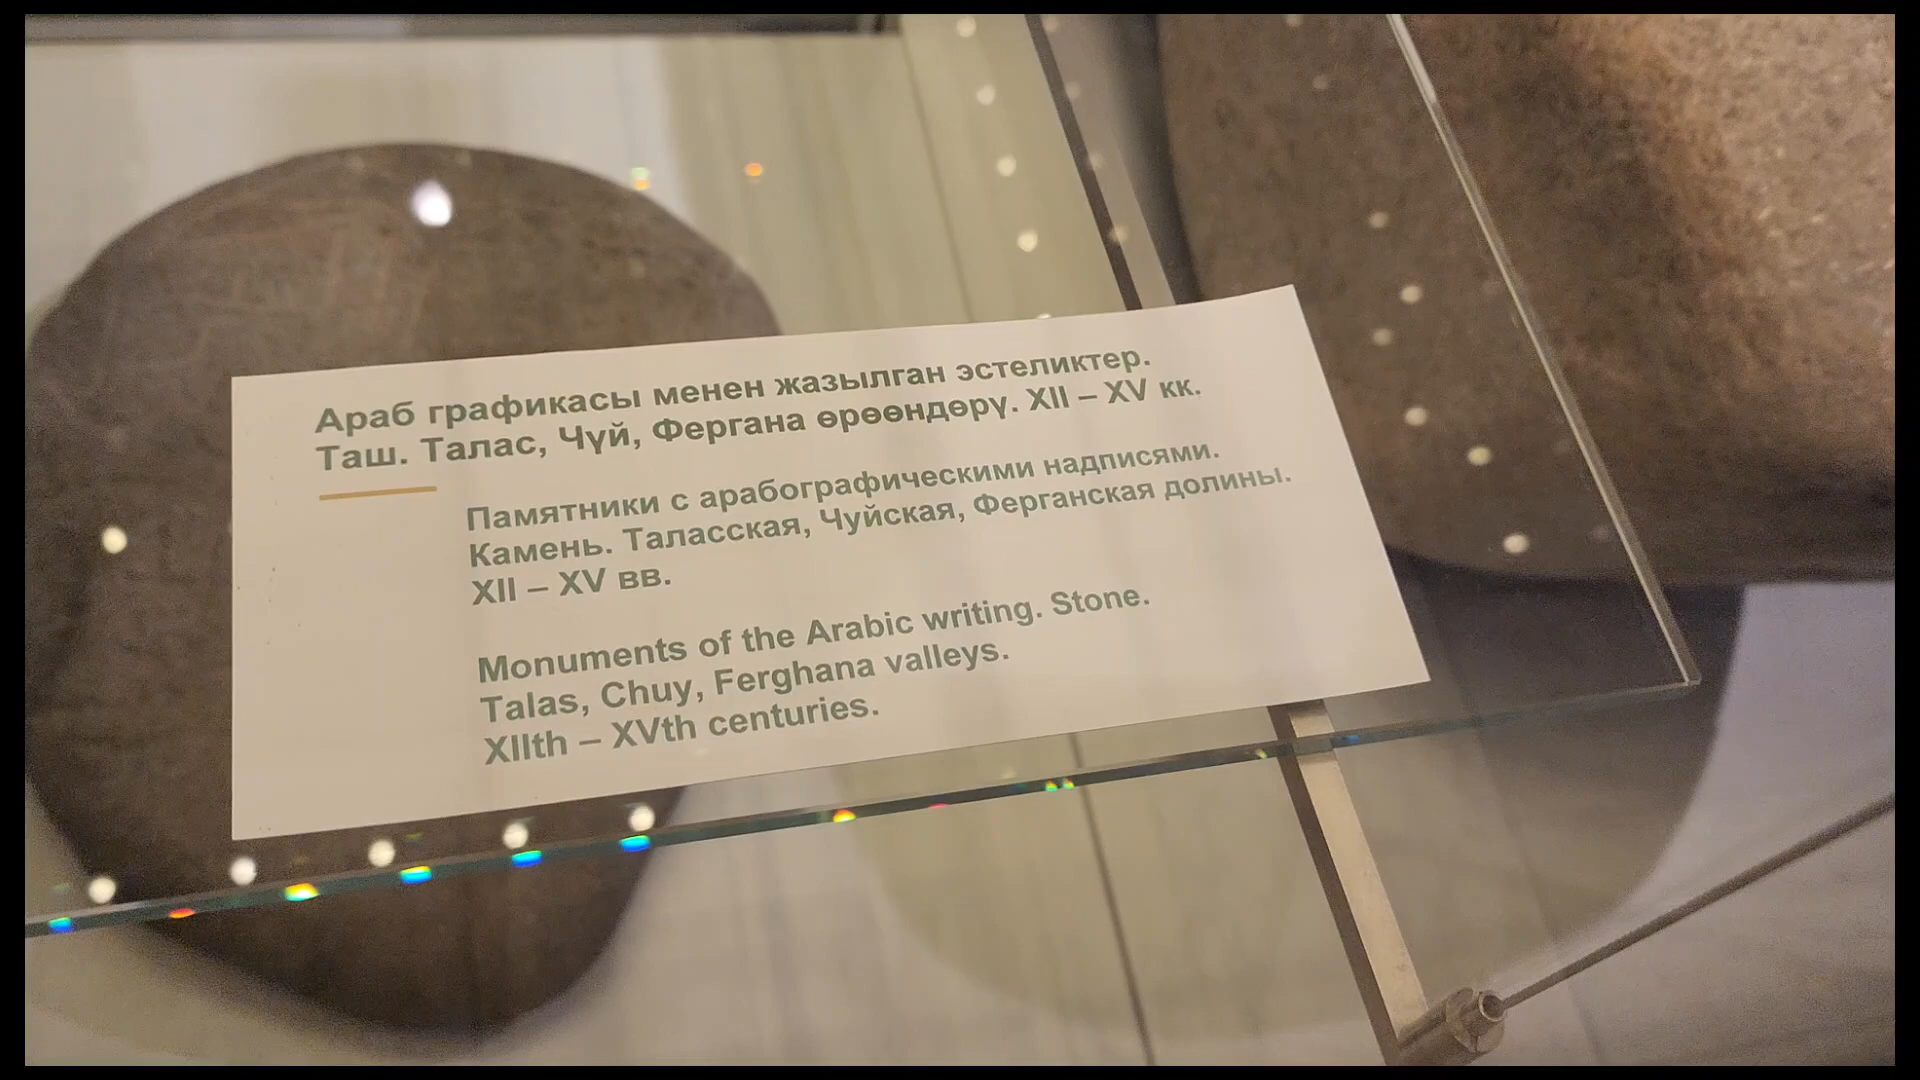 Араб графикасы менен жазылган эстеликтер.
Таш. Талас, Чүй, Фергана өрөөндөрү. XII – XV кк.
Памятники с арабографическими надписями.
Камень. Таласская, Чуйская, Ферганская долины.
XII – XV вв.
Monuments of the Arabic writing. Stone.
Talas, Chuy, Ferghana valleys.
XIIth – XVth centuries.